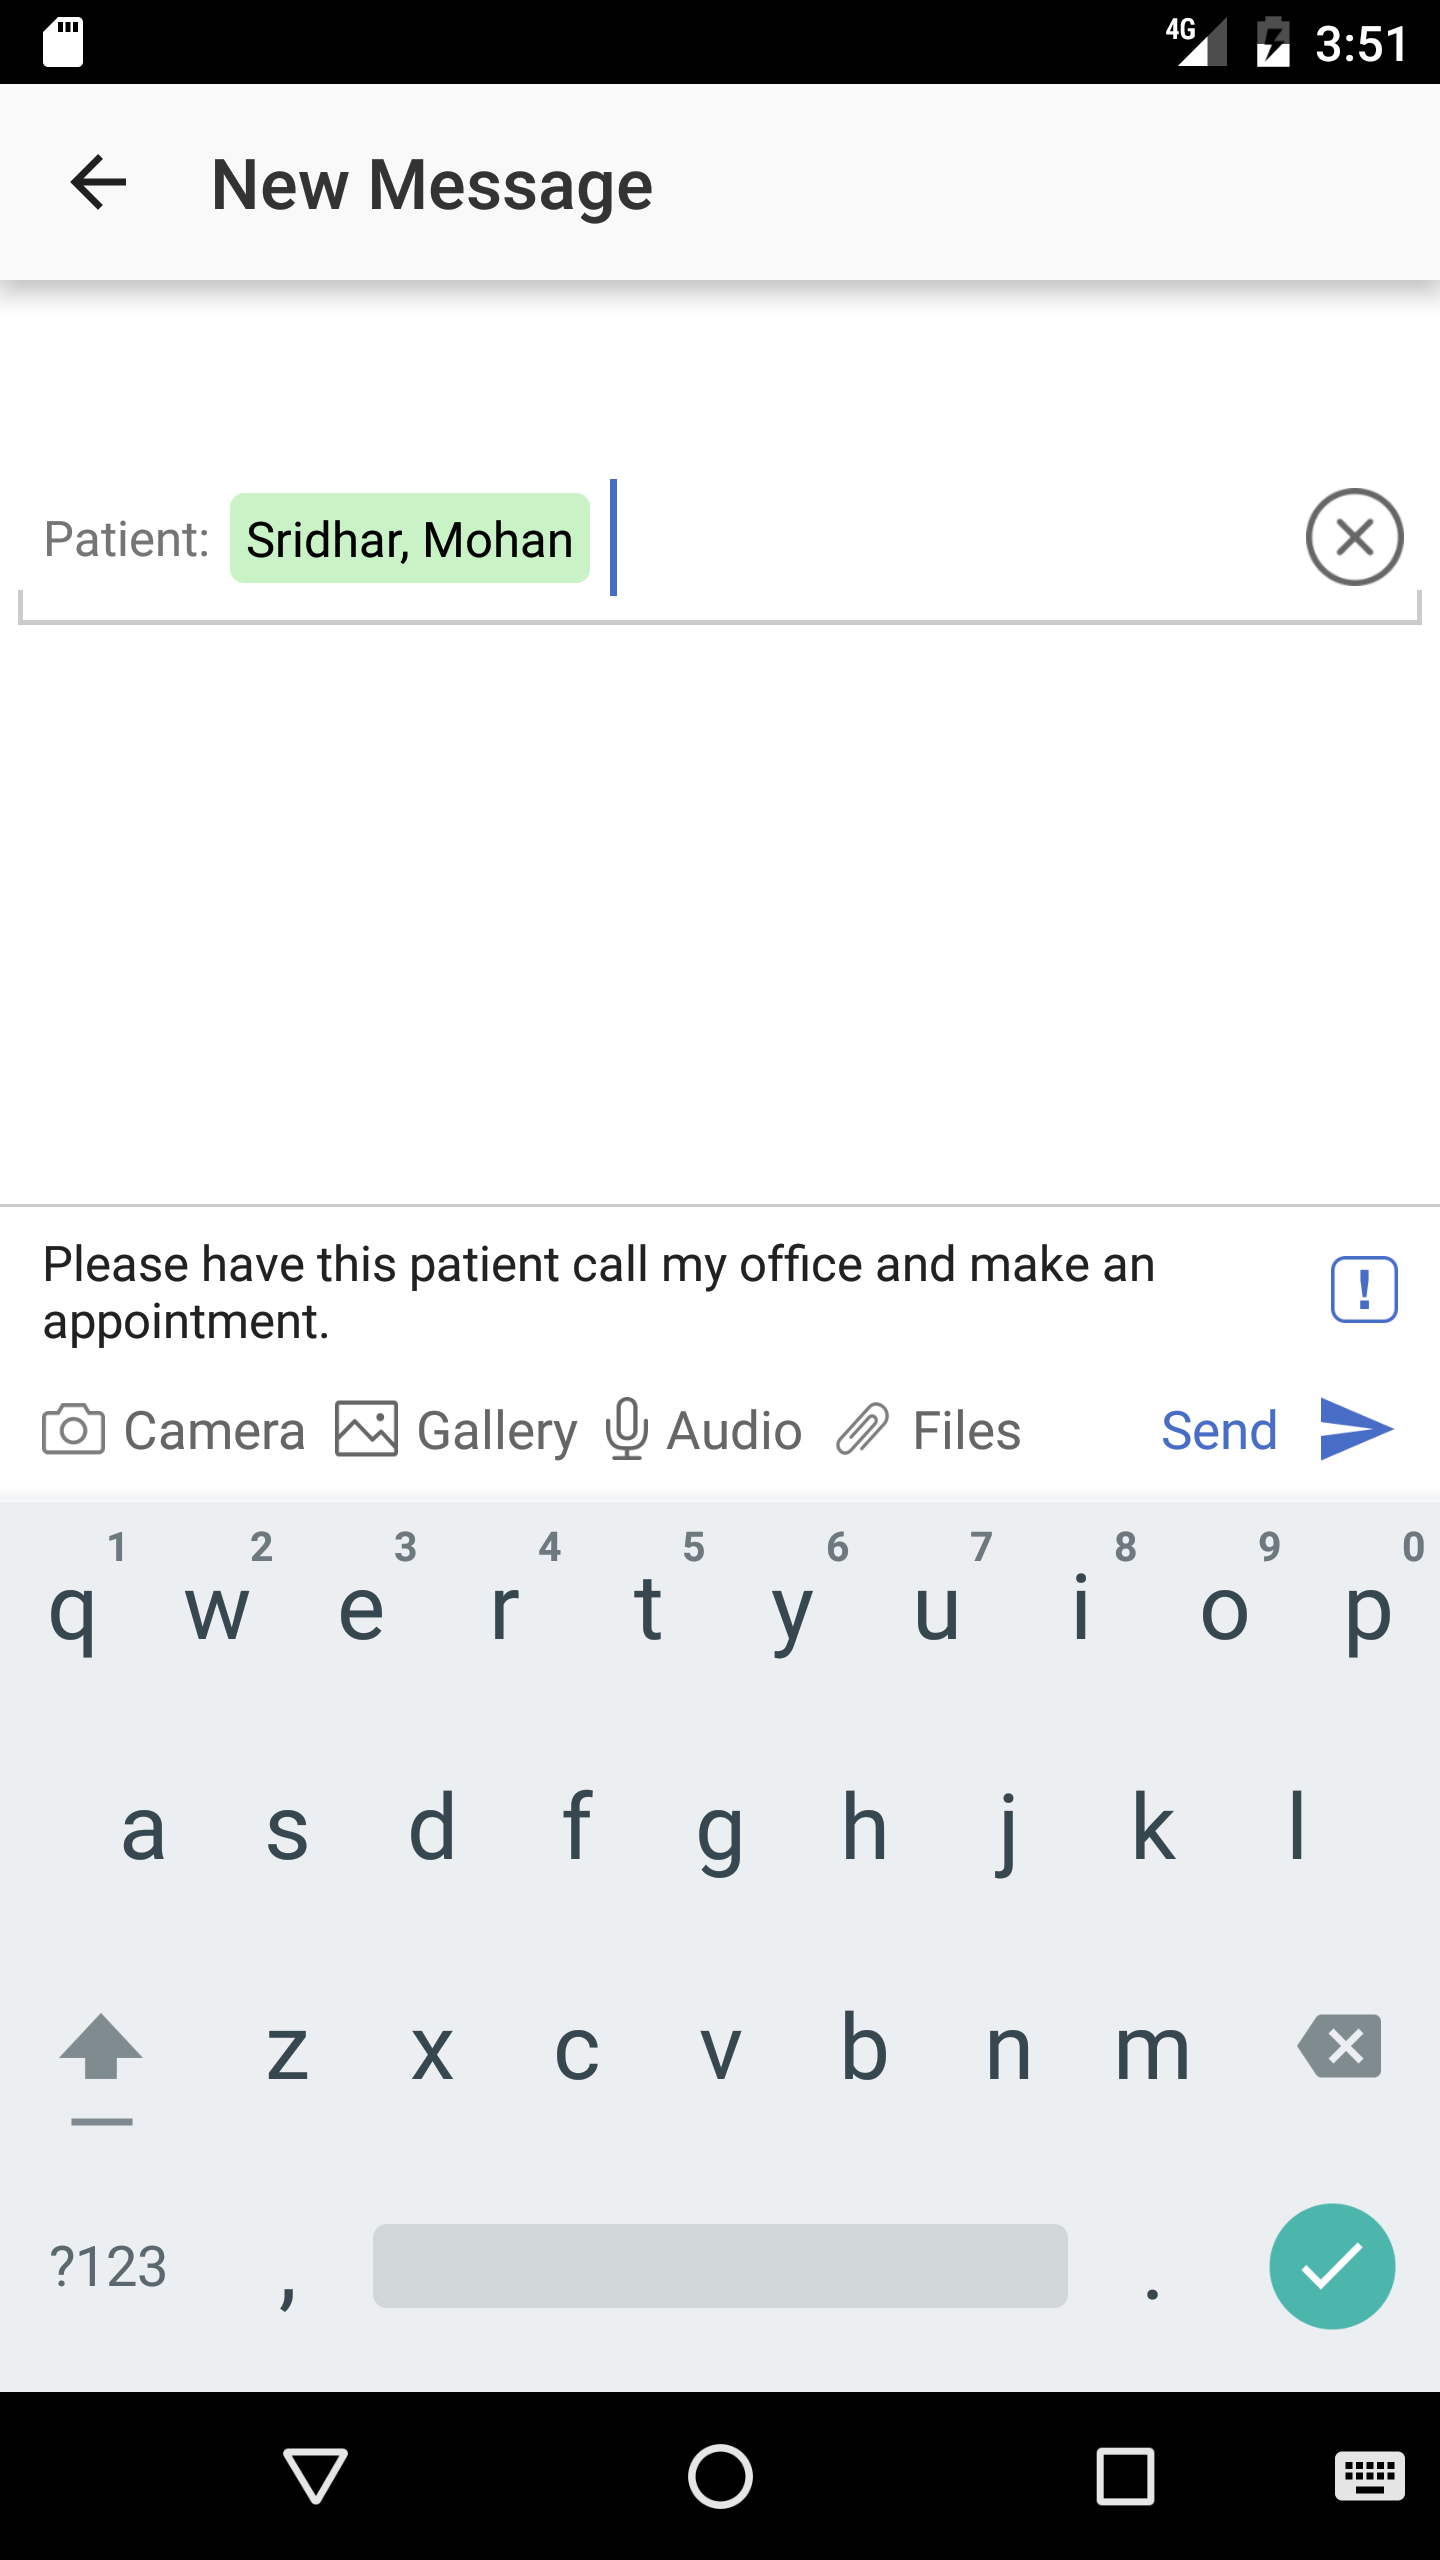 4G 3:51
New Message
Patient: Sridhar, Mohan
Please have this patient call my office and make an
appointment.
!
Camera Gallery Audio Files Send
1 2 3 4 5 6 7 8 9 0
q w e r t y u i o p
a s d f g h j k l
z x c v b n m
?123 , .